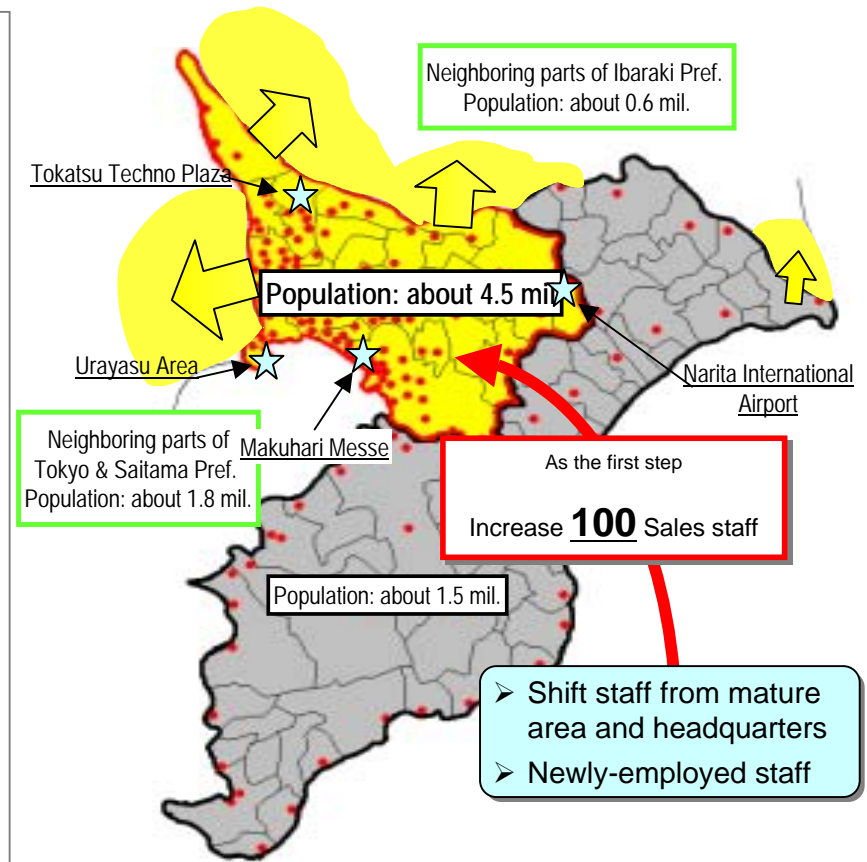 Neighboring parts of Ibaraki Pref.
Population: about 0.6 mil.
Tokatsu Techno Plaza
Population: about 4.5 mil
Urayasu Area
Narita International
Airport
Makuhari Messe
Neighboring parts of
Tokyo & Saitama Pref.
Population: about 1.8 mil.
As the first step
Increase 100 Sales staff
Population: about 1.5 mil.
➢ Shift staff from mature
area and headquarters
➢ Newly-employed staff